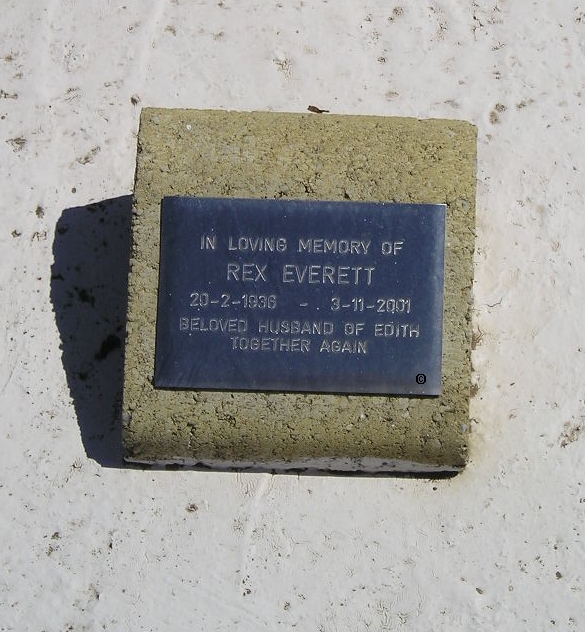 IN LOVING MEMORY OF
REX EVERETT
20-2-1936 - 3-11-2001
BELOVED HUSBAND OF EDITH
TOGETHER AGAIN